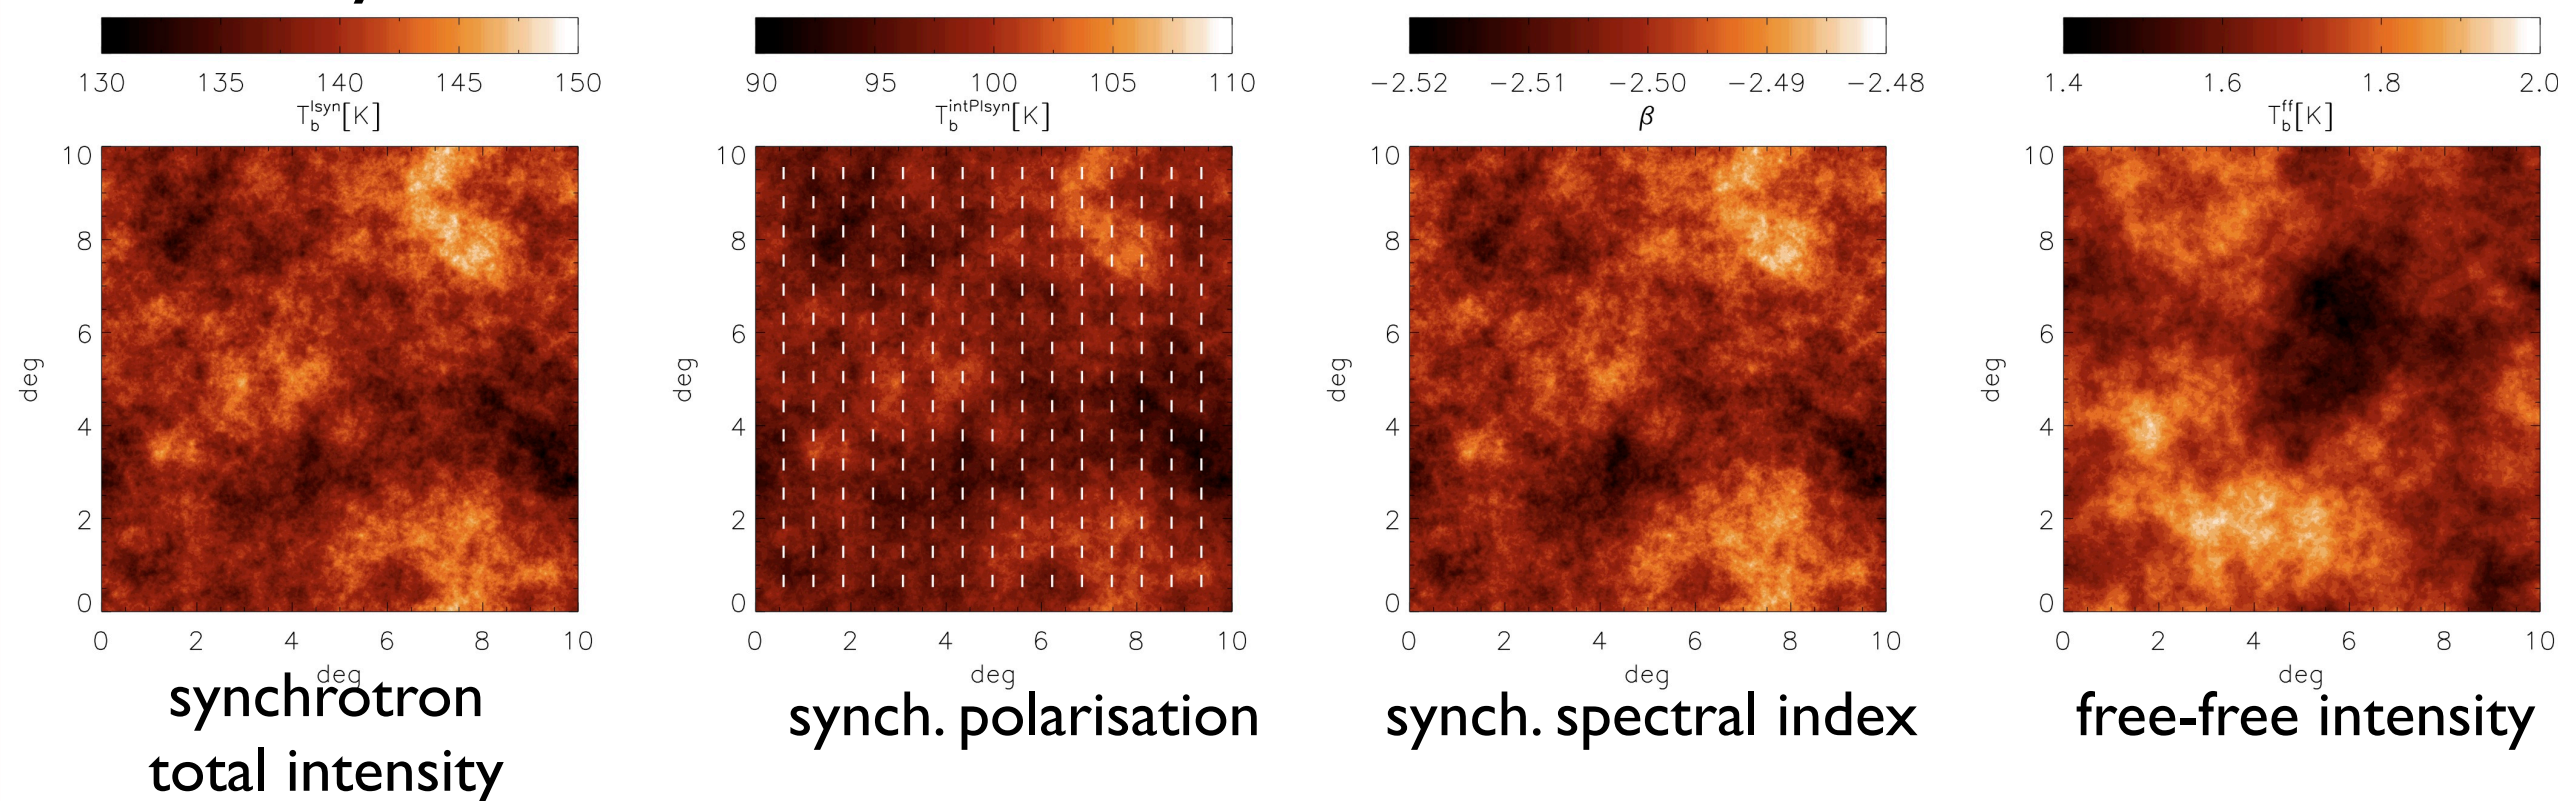 130 135 140 145 150
T_b^Isyn[K]
10
8
6
4
2
0
deg
0 2 4 6 8 10
deg
synchrotron
total intensity
90 95 100 105 110
T_b^intPIsyn[K]
10
8
6
4
2
0
deg
0 2 4 6 8 10
deg
synch. polarisation
−2.52 −2.51 −2.50 −2.49 −2.48
β
10
8
6
4
2
0
deg
0 2 4 6 8 10
deg
synch. spectral index
1.4 1.6 1.8 2.0
T_b^ff[K]
10
8
6
4
2
0
deg
0 2 4 6 8 10
deg
free-free intensity